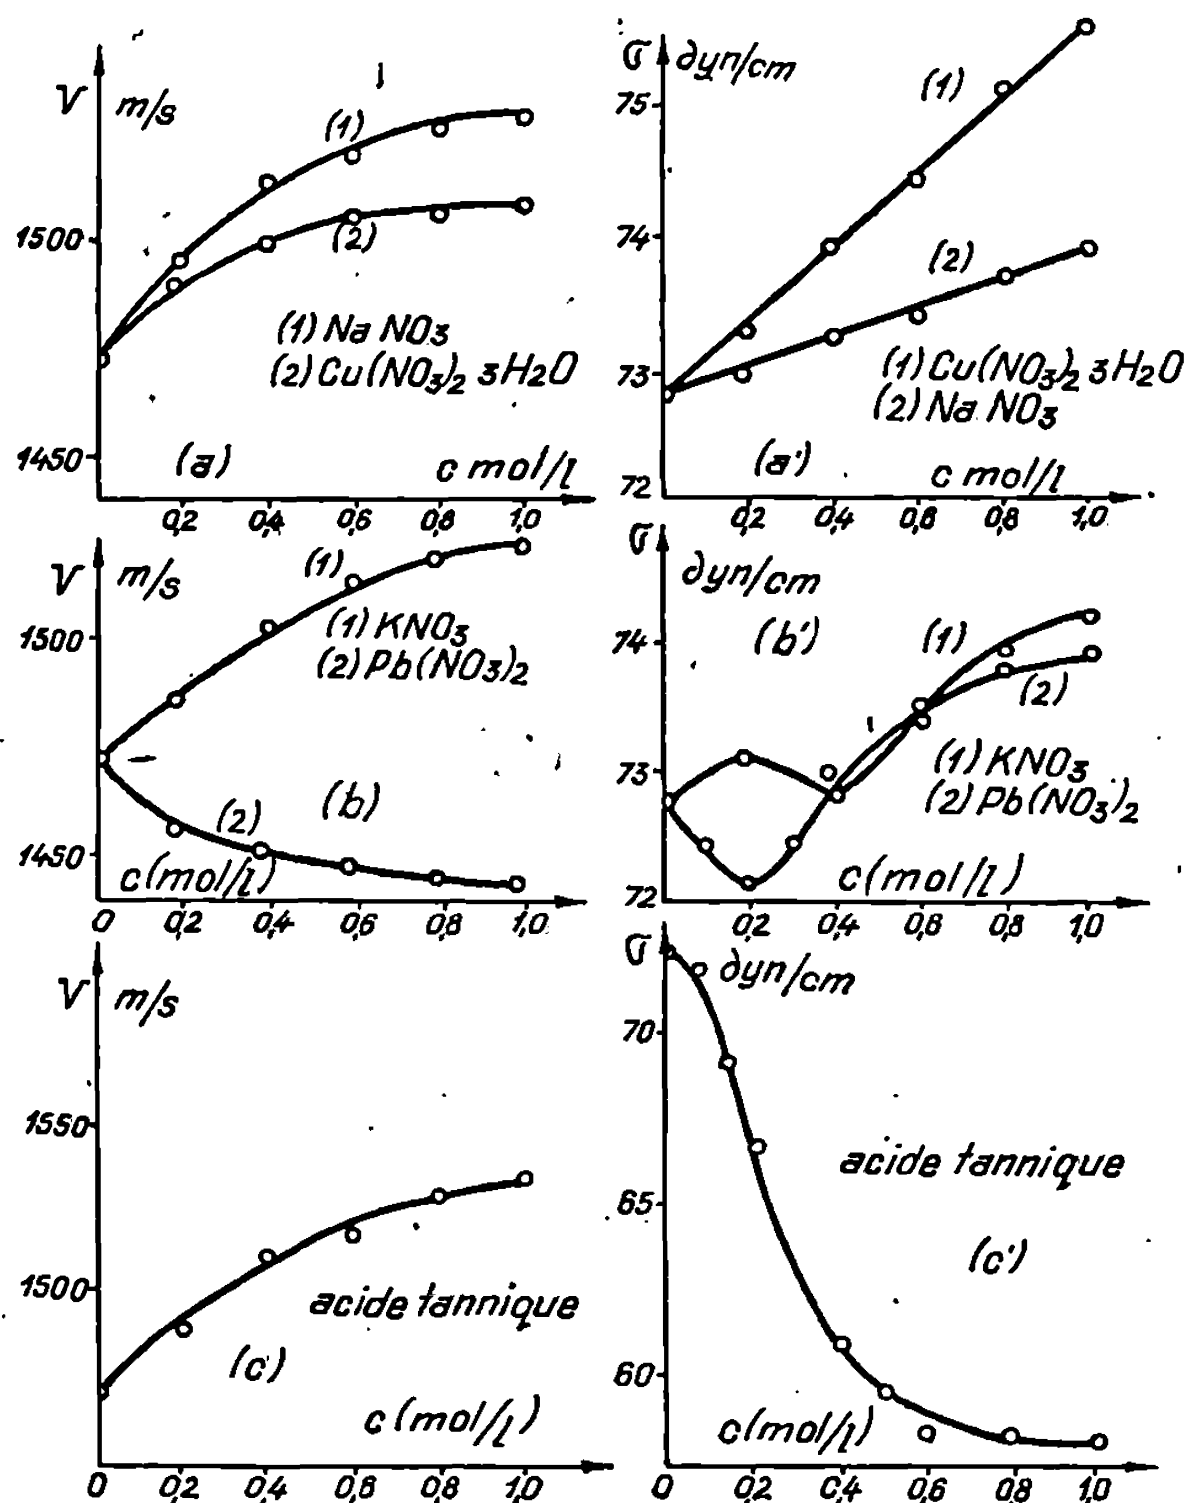 V m/s
1500
1450
(1)
(2)
(1) Na NO3
(2) Cu(NO3)2 3H2O
(a)
c mol/l
0,2 0,4 0,6 0,8 1,0
σ dyn/cm
75
74
73
72
(1)
(2)
(1) Cu(NO3)2 3H2O
(2) Na NO3
(a')
c mol/l
0,2 0,4 0,6 0,8 1,0
V m/s
1500
1450
(1)
(1) KNO3
(2) Pb(NO3)2
(2)
(b)
c(mol/l)
0 0,2 0,4 0,6 0,8 1,0
σ
dyn/cm
74
73
72
(b')
(1)
(2)
(1) KNO3
(2) Pb(NO3)2
c(mol/l)
0,2 0,4 0,6 0,8 1,0
V m/s
1550
1500
acide tannique
(c)
c(mol/l)
0 0,2 0,4 0,6 0,8 1,0
σ dyn/cm
70
65
60
acide tannique
(c')
c(mol/l)
0 0,2 0,4 0,6 0,8 1,0